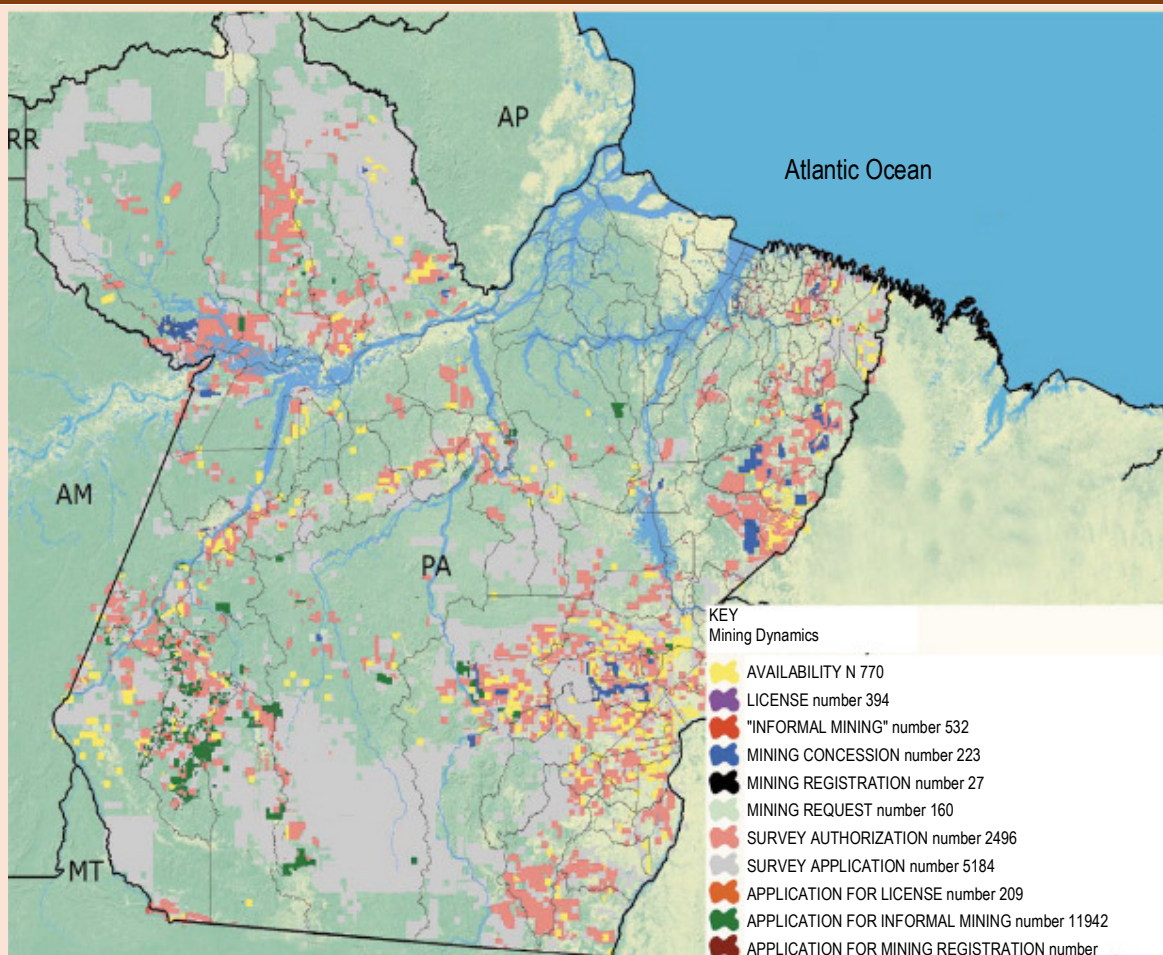 AP
RR
Atlantic Ocean
AM
PA
MT
KEY
Mining Dynamics
AVAILABILITY N 770
LICENSE number 394
"INFORMAL MINING" number 532
MINING CONCESSION number 223
MINING REGISTRATION number 27
MINING REQUEST number 160
SURVEY AUTHORIZATION number 2496
SURVEY APPLICATION number 5184
APPLICATION FOR LICENSE number 209
APPLICATION FOR INFORMAL MINING number 11942
APPLICATION FOR MINING REGISTRATION number